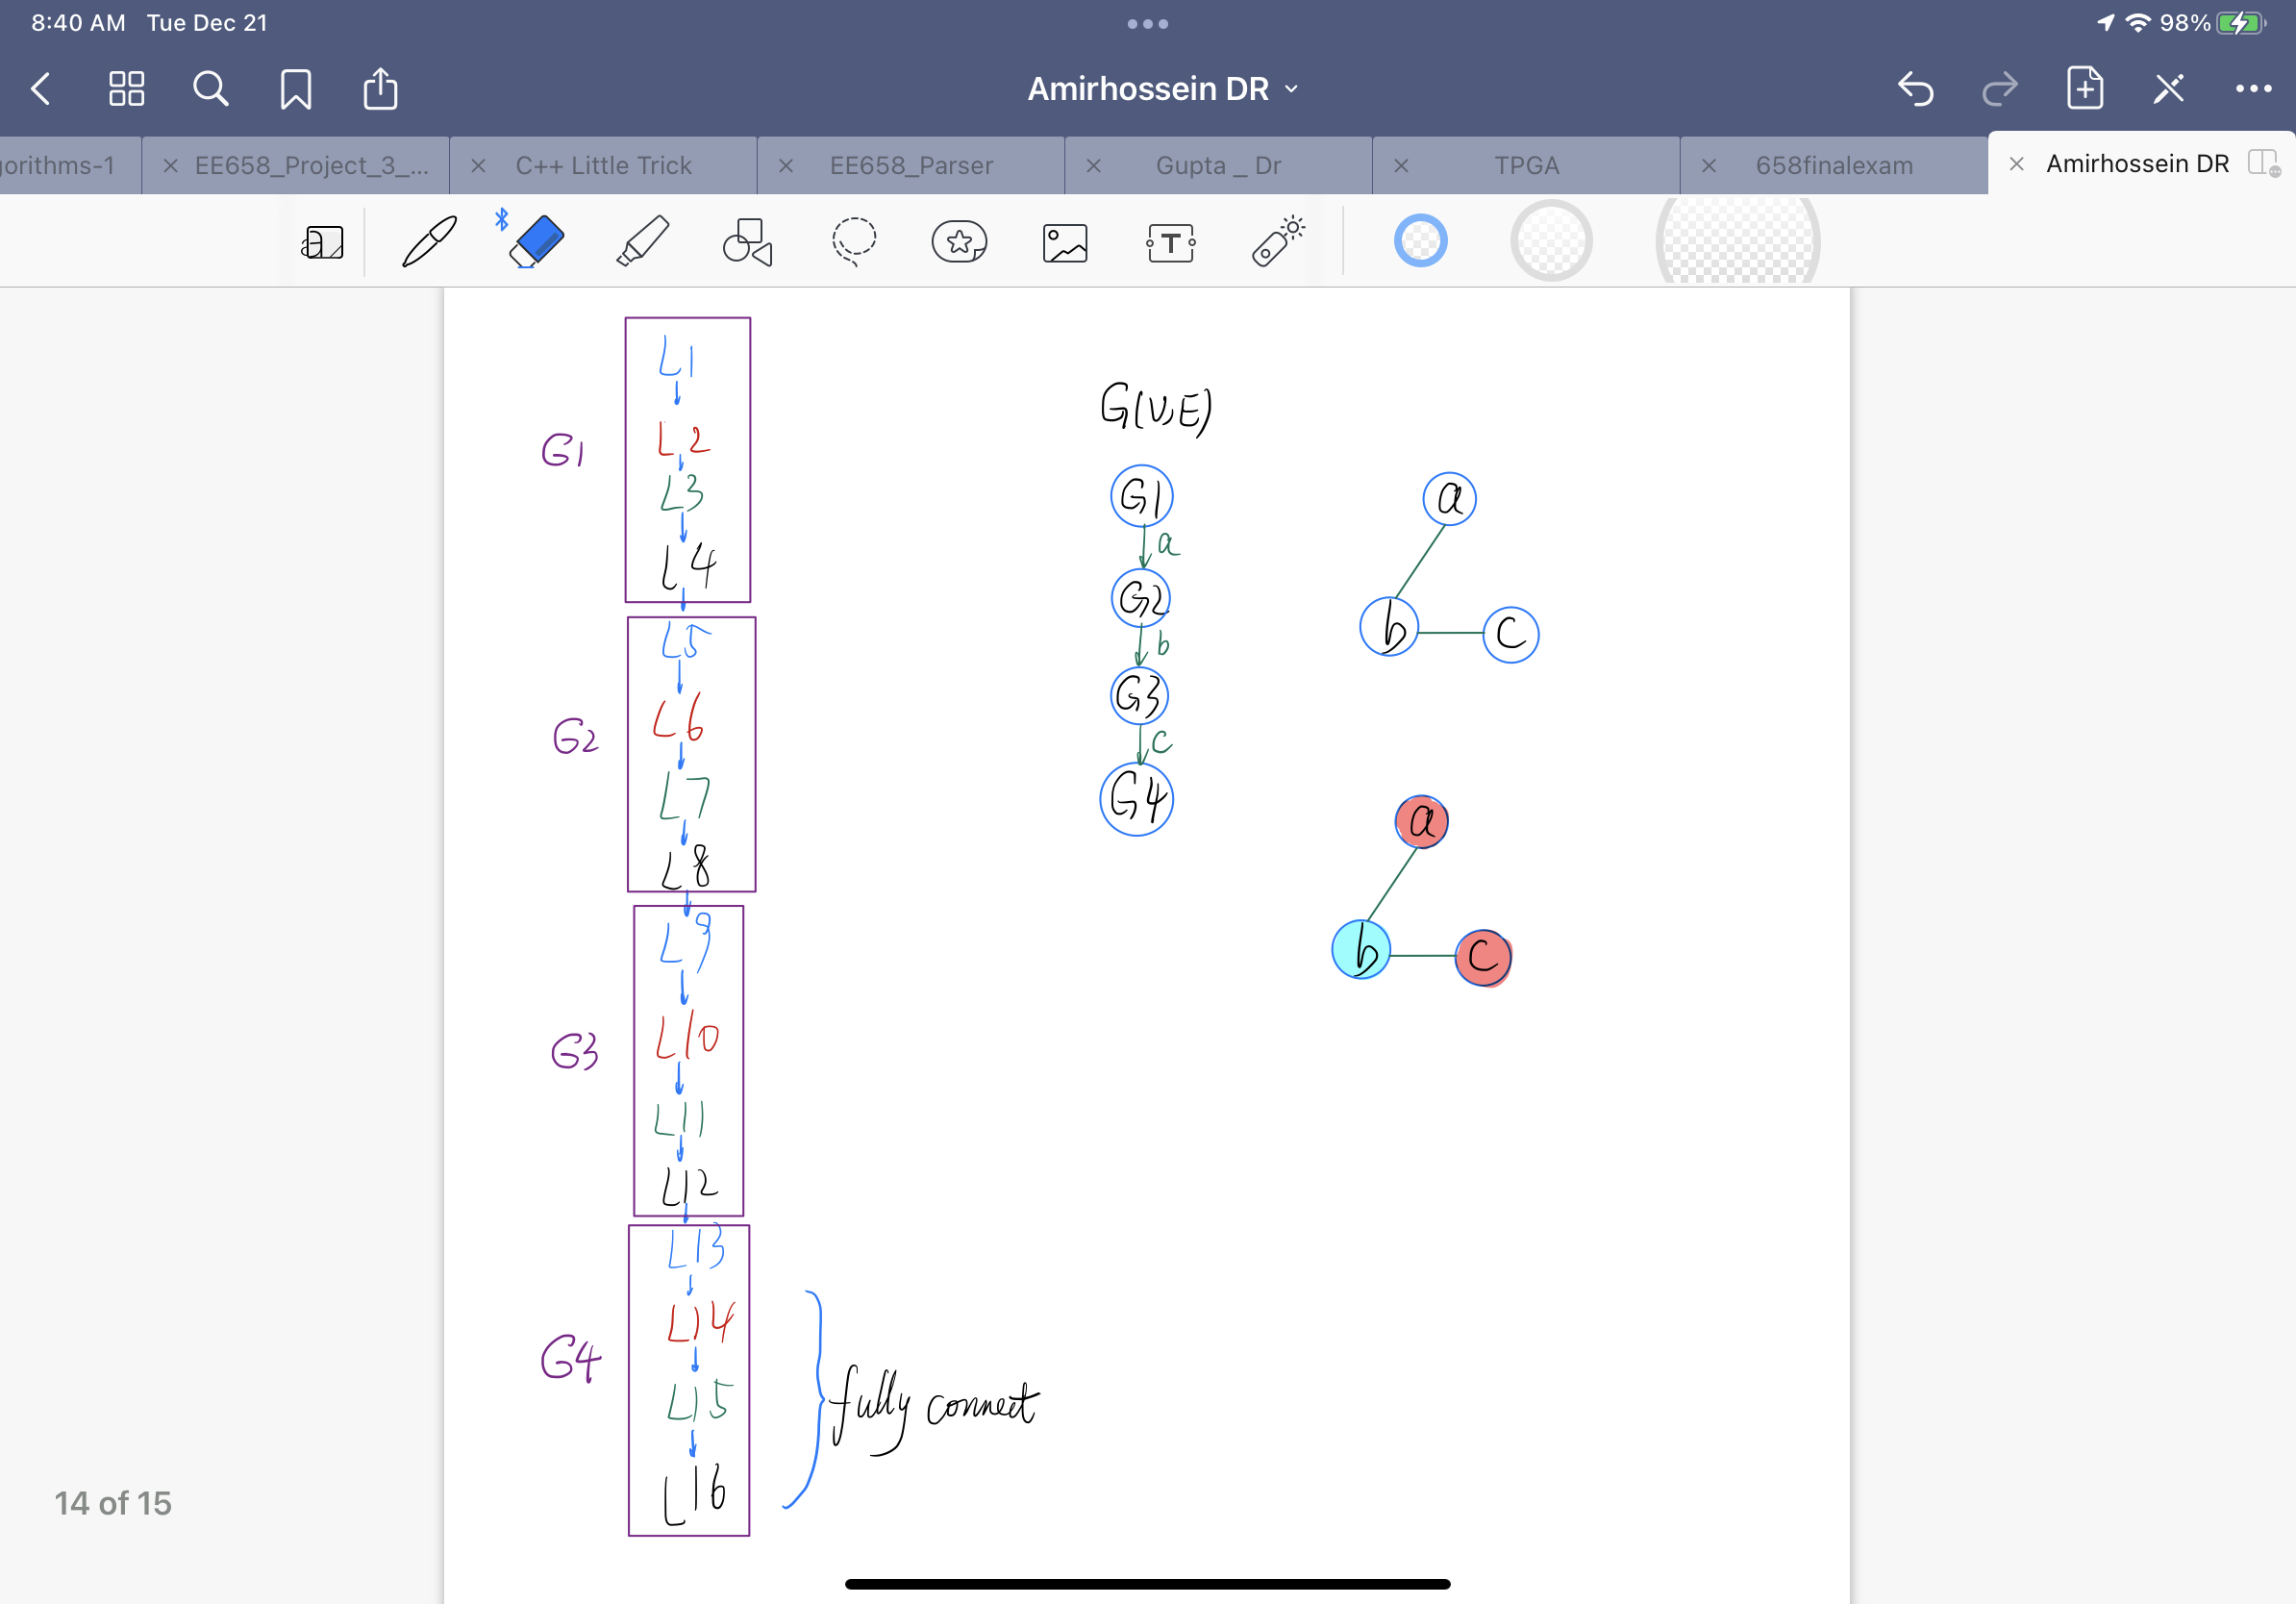 8:40 AM Tue Dec 21
98%
Amirhossein DR
gorithms-1
EE658_Project_3_...
C++ Little Trick
EE658_Parser
Gupta _ Dr
TPGA
658finalexam
Amirhossein DR
T
G1
L1
L2
L3
L4
G2
L5
L6
L7
L8
G3
L9
L10
L11
L12
G4
L13
L14
L15
L16
fully connect
G(V,E)
G1
a
G2
b
G3
c
G4
a
b
c
a
b
c
14 of 15